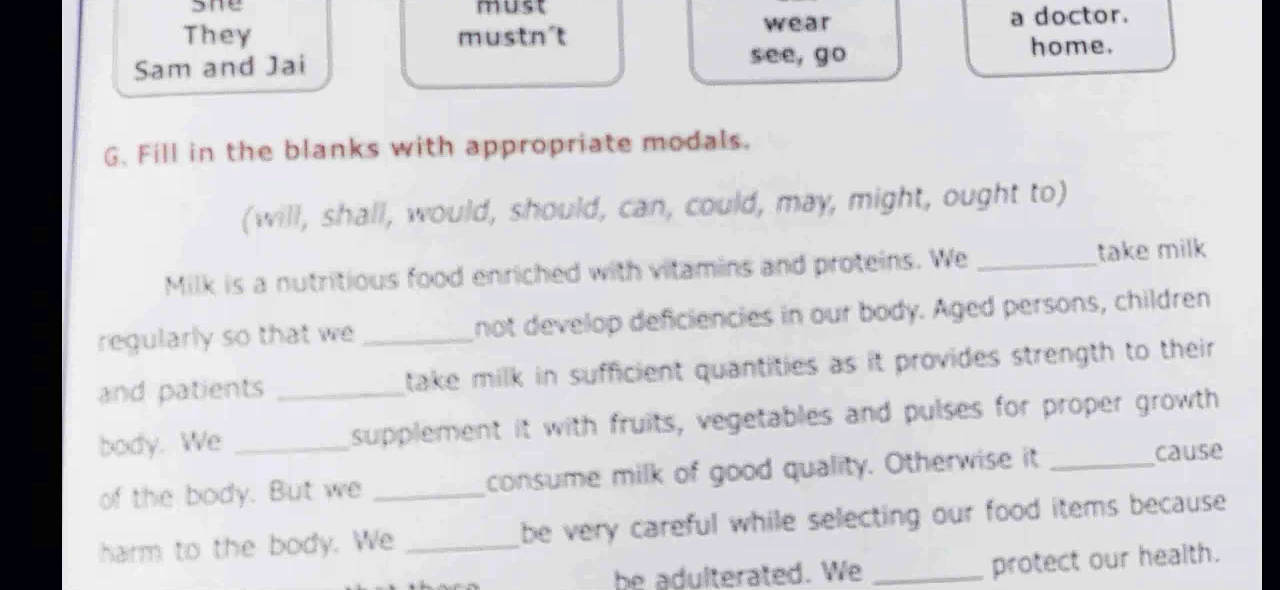 She
They
Sam and Jai
must
mustn't
wear
see, go
a doctor.
home.
G. Fill in the blanks with appropriate modals.
(will, shall, would, should, can, could, may, might, ought to)
Milk is a nutritious food enriched with vitamins and proteins. We ________ take milk
regularly so that we ________ not develop deficiencies in our body. Aged persons, children
and patients ________ take milk in sufficient quantities as it provides strength to their
body. We ________ supplement it with fruits, vegetables and pulses for proper growth
of the body. But we ________ consume milk of good quality. Otherwise it ________ cause
harm to the body. We ________ be very careful while selecting our food items because
be adulterated. We ________ protect our health.